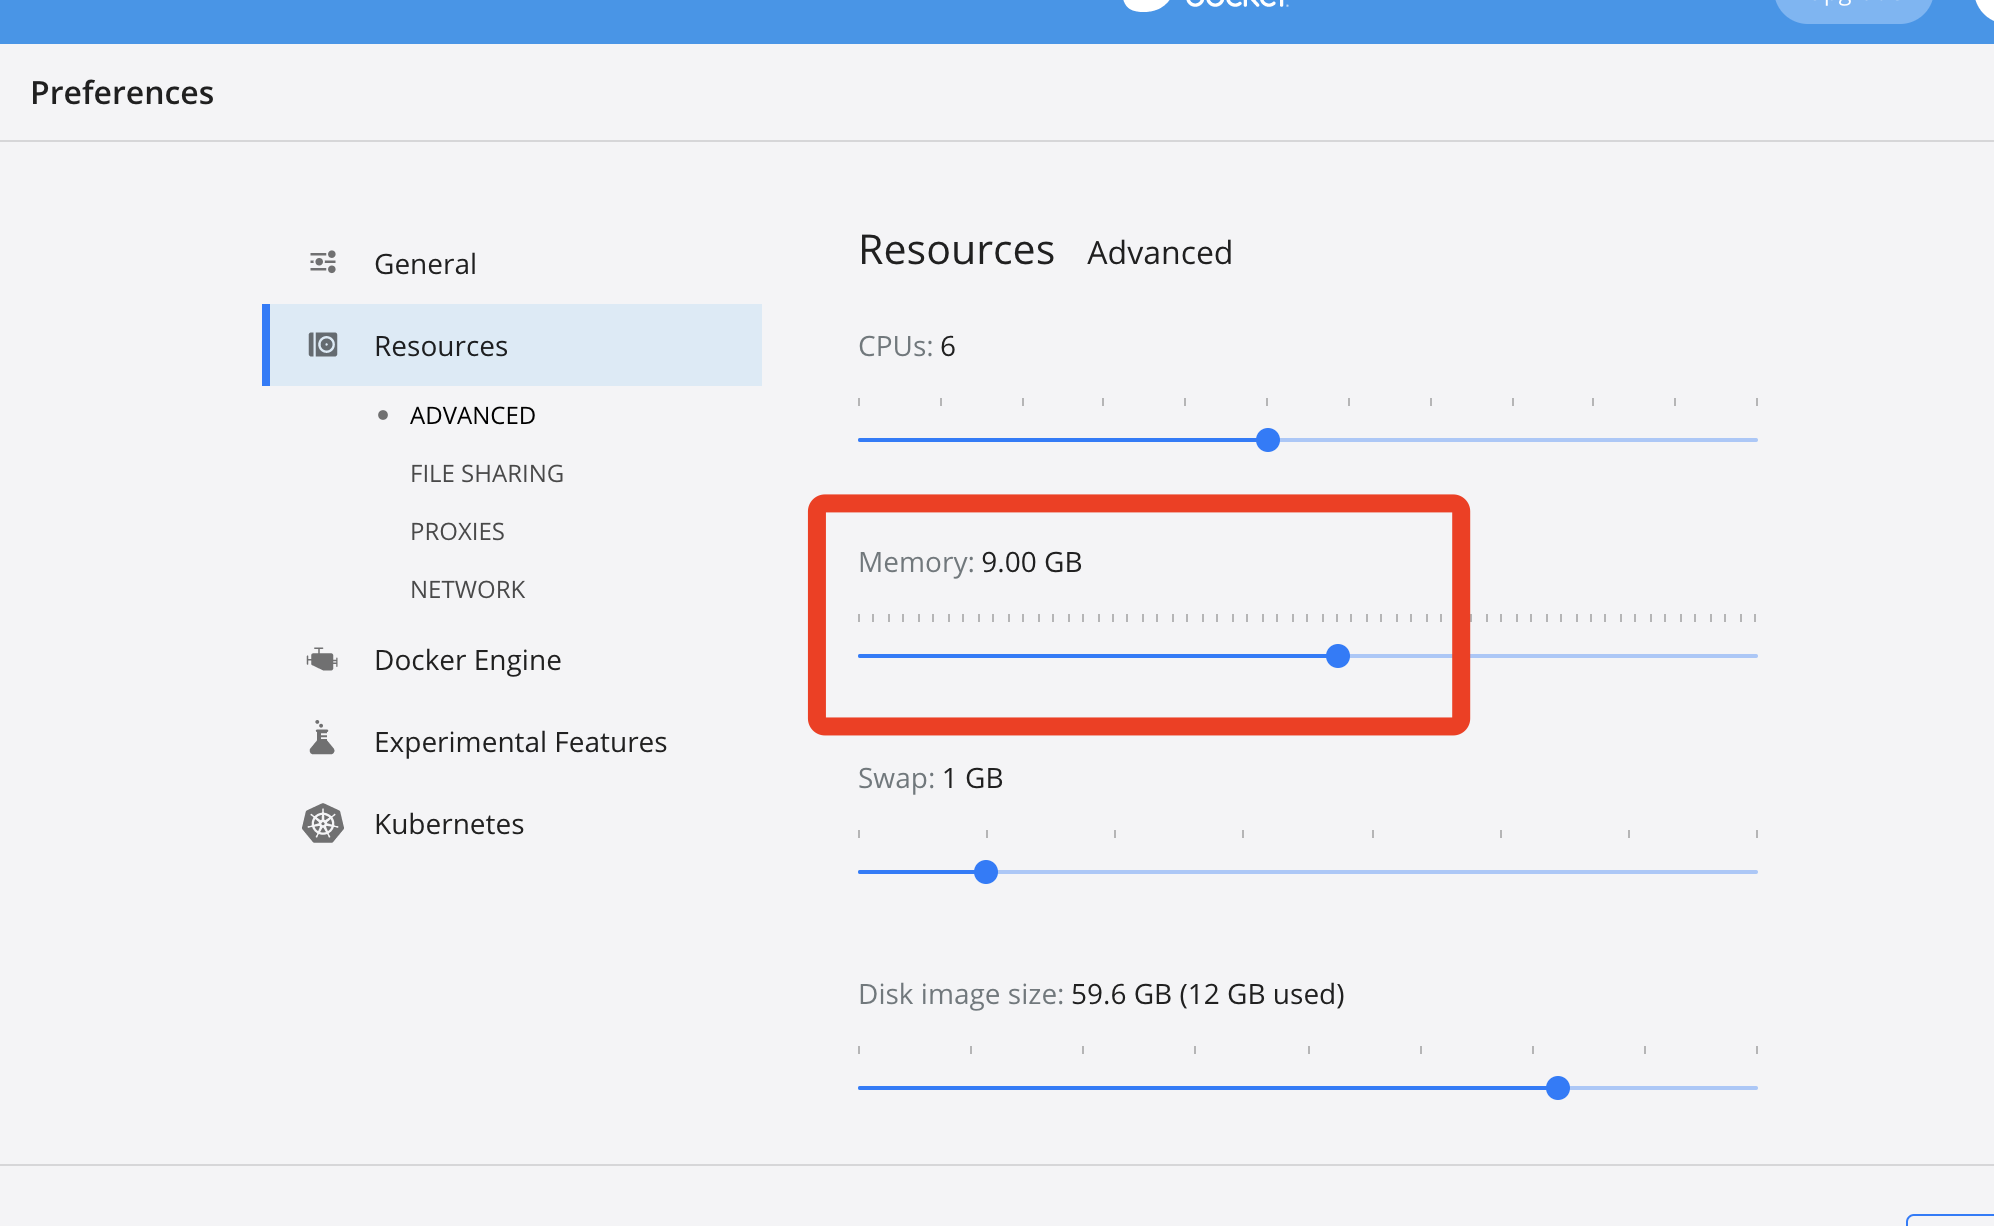 Preferences
General
Resources
ADVANCED
FILE SHARING
PROXIES
NETWORK
Docker Engine
Experimental Features
Kubernetes
Resources Advanced
CPUs: 6
Memory: 9.00 GB
Swap: 1 GB
Disk image size: 59.6 GB (12 GB used)